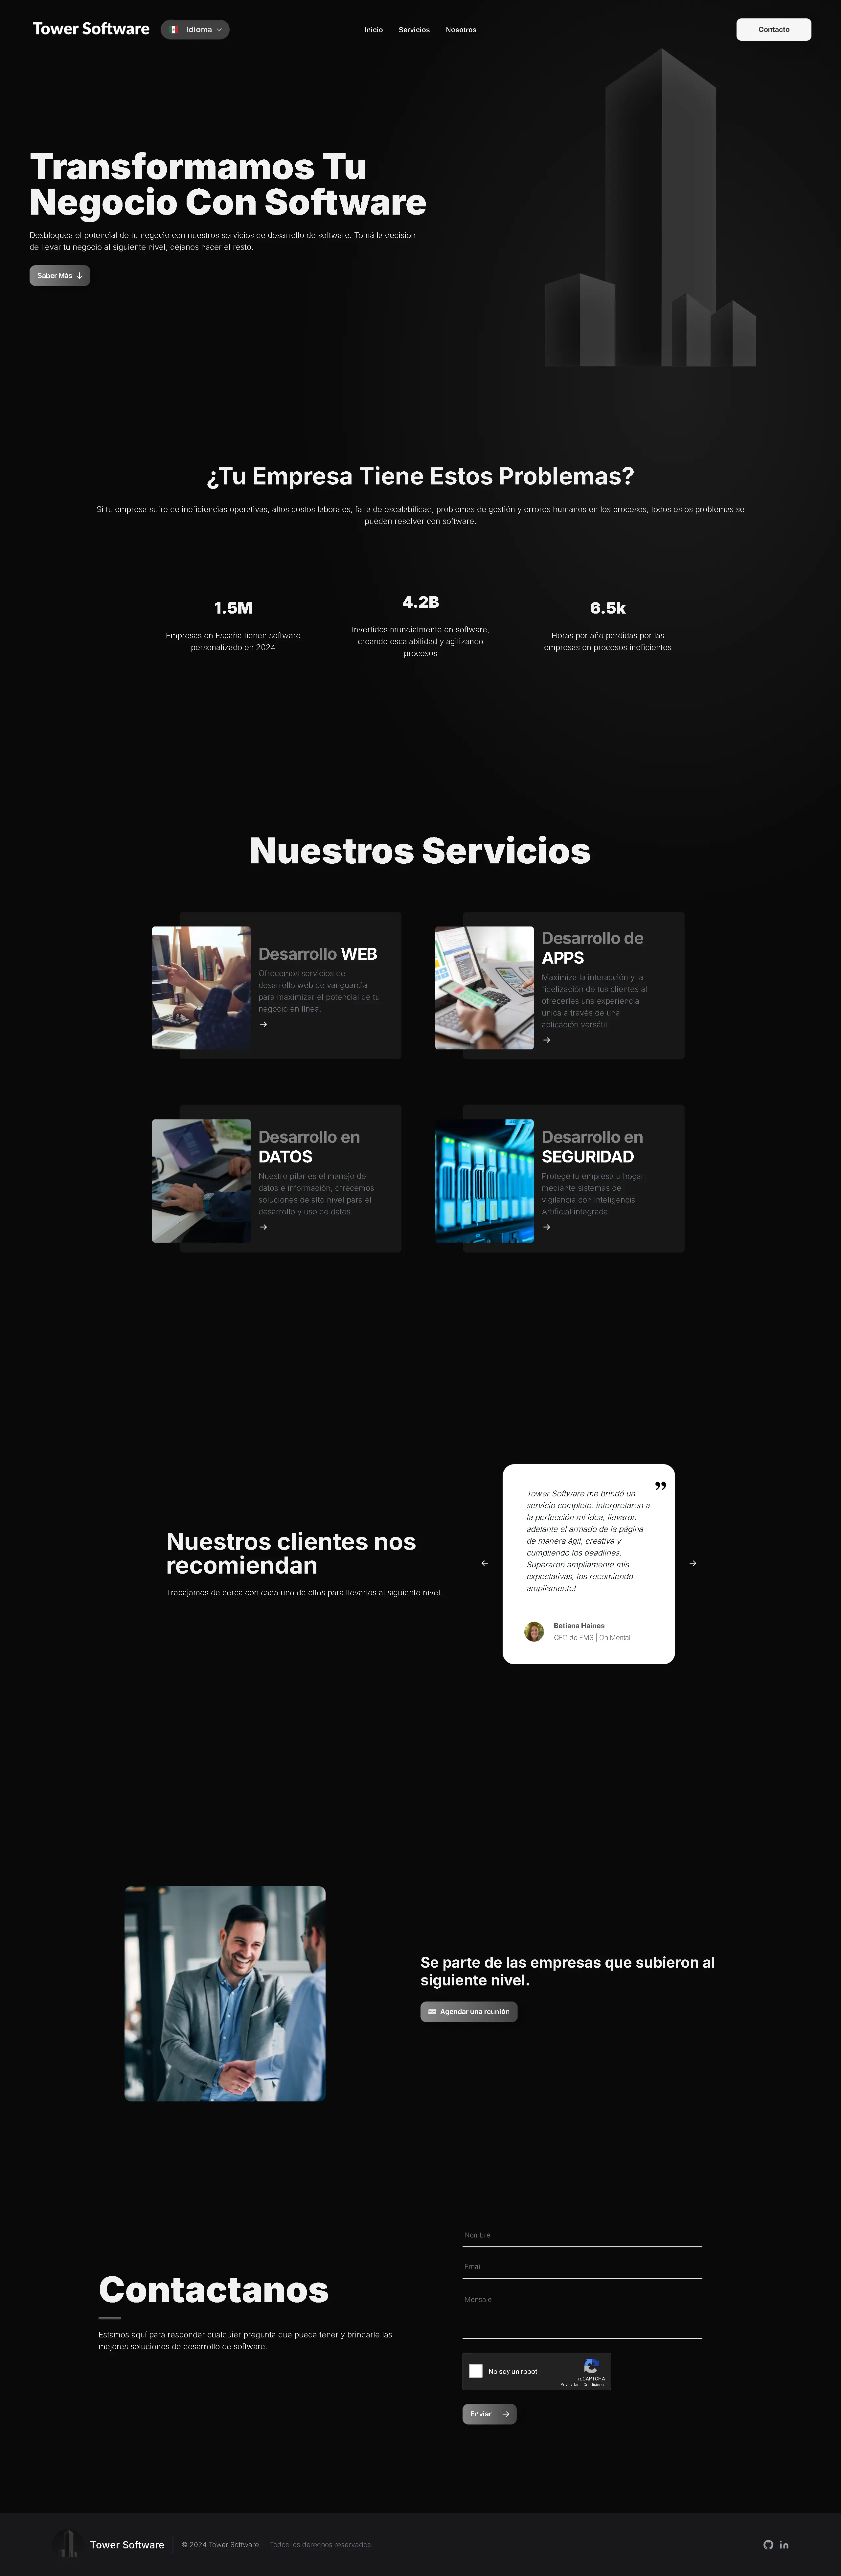 Tower Software
Idioma
Inicio
Servicios
Nosotros
Contacto
Transformamos Tu
Negocio Con Software
Desbloquea el potencial de tu negocio con nuestros servicios de desarrollo de software. Tomá la decisión
de llevar tu negocio al siguiente nivel, déjanos hacer el resto.
Saber Más
¿Tu Empresa Tiene Estos Problemas?
Si tu empresa sufre de ineficiencias operativas, altos costos laborales, falta de escalabilidad, problemas de gestión y errores humanos en los procesos, todos estos problemas se
pueden resolver con software.
1.5M
Empresas en España tienen software
personalizado en 2024
4.2B
Invertidos mundialmente en software,
creando escalabilidad y agilizando
procesos
6.5k
Horas por año perdidas por las
empresas en procesos ineficientes
Nuestros Servicios
Desarrollo WEB
Ofrecemos servicios de
desarrollo web de vanguardia
para maximizar el potencial de tu
negocio en línea.
Desarrollo de
APPS
Maximiza la interacción y la
fidelización de tus clientes al
ofrecerles una experiencia
única a través de una
aplicación versátil.
Desarrollo en
DATOS
Nuestro pilar es el manejo de
datos e información, ofrecemos
soluciones de alto nivel para el
desarrollo y uso de datos.
Desarrollo en
SEGURIDAD
Protege tu empresa u hogar
mediante sistemas de
vigilancia con Inteligencia
Artificial integrada.
Nuestros clientes nos
recomiendan
Trabajamos de cerca con cada uno de ellos para llevarlos al siguiente nivel.
Tower Software me brindó un
servicio completo: interpretaron a
la perfección mi idea, llevaron
adelante el armado de la página
de manera ágil, creativa y
cumpliendo los deadlines.
Superaron ampliamente mis
expectativas, los recomiendo
ampliamente!
Betiana Haines
CEO de EMS | On Mental
Se parte de las empresas que subieron al
siguiente nivel.
Agendar una reunión
Contactanos
Estamos aquí para responder cualquier pregunta que pueda tener y brindarle las
mejores soluciones de desarrollo de software.
Nombre
Email
Mensaje
No soy un robot
reCAPTCHA
Privacidad - Condiciones
Enviar
Tower Software
© 2024 Tower Software — Todos los derechos reservados.